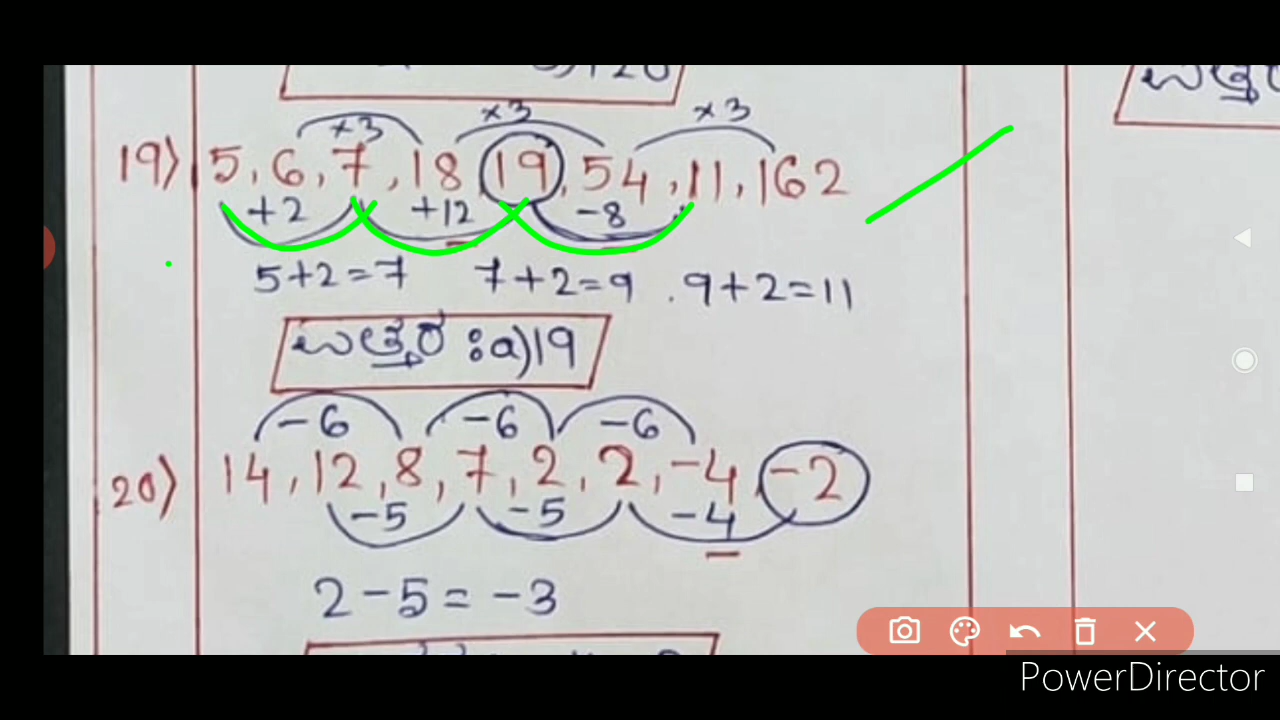 ×3 ×3 ×3
19) 5, 6, 7, 18 19, 54, 11, 162
+2 +12 -8
5+2=7 7+2=9 . 9+2=11
ಉತ್ತರ : a) 19
-6 -6 -6
20) 14, 12, 8, 7, 2, 2, -4, -2
-5 -5 -4
2-5 = -3
PowerDirector